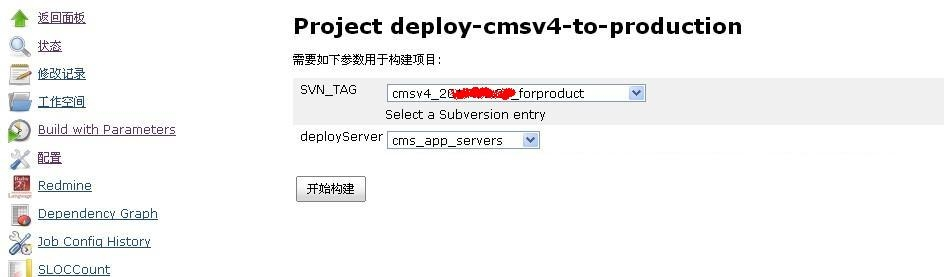 返回面板
状态
修改记录
工作空间
Build with Parameters
配置
Redmine
Dependency Graph
Job Config History
SLOCCount
Project deploy-cmsv4-to-production
需要如下参数用于构建项目:
SVN_TAG
cmsv4_20 _forproduct
Select a Subversion entry
deployServer
cms_app_servers
开始构建